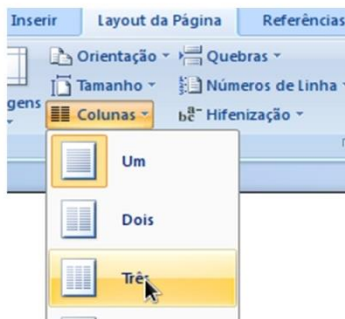 Inserir Layout da Página Referências
Orientação Quebras
Tamanho Números de Linha
gens
Colunas Hifenização
Um
Dois
Três